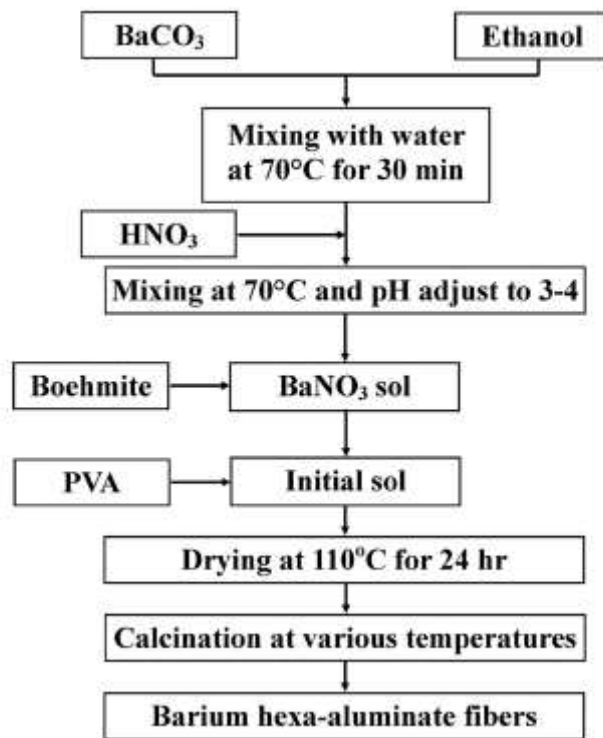 BaCO₃
Ethanol
Mixing with water
at 70°C for 30 min
HNO₃
Mixing at 70°C and pH adjust to 3-4
Boehmite
BaNO₃ sol
PVA
Initial sol
Drying at 110°C for 24 hr
Calcination at various temperatures
Barium hexa-aluminate fibers